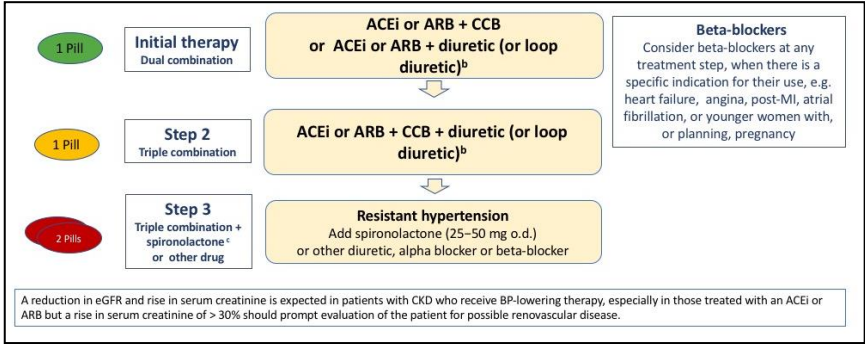 1 Pill
Initial therapy
Dual combination
ACEi or ARB + CCB
or ACEi or ARB + diuretic (or loop
diuretic)ᵇ
Beta-blockers
Consider beta-blockers at any
treatment step, when there is a
specific indication for their use, e.g.
heart failure, angina, post-MI, atrial
fibrillation, or younger women with,
or planning, pregnancy
1 Pill
Step 2
Triple combination
ACEi or ARB + CCB + diuretic (or loop
diuretic)ᵇ
2 Pills
Step 3
Triple combination +
spironolactoneᶜ
or other drug
Resistant hypertension
Add spironolactone (25–50 mg o.d.)
or other diuretic, alpha blocker or beta-blocker
A reduction in eGFR and rise in serum creatinine is expected in patients with CKD who receive BP-lowering therapy, especially in those treated with an ACEi or
ARB but a rise in serum creatinine of > 30% should prompt evaluation of the patient for possible renovascular disease.